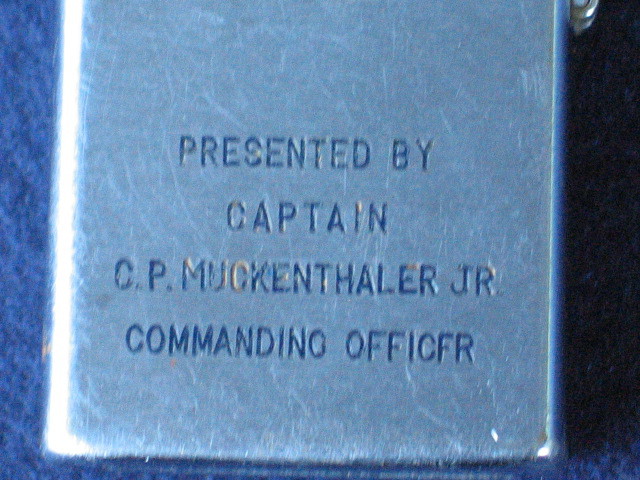 PRESENTED BY
CAPTAIN
C.P. MUCKENTHALER JR.
COMMANDING OFFICER